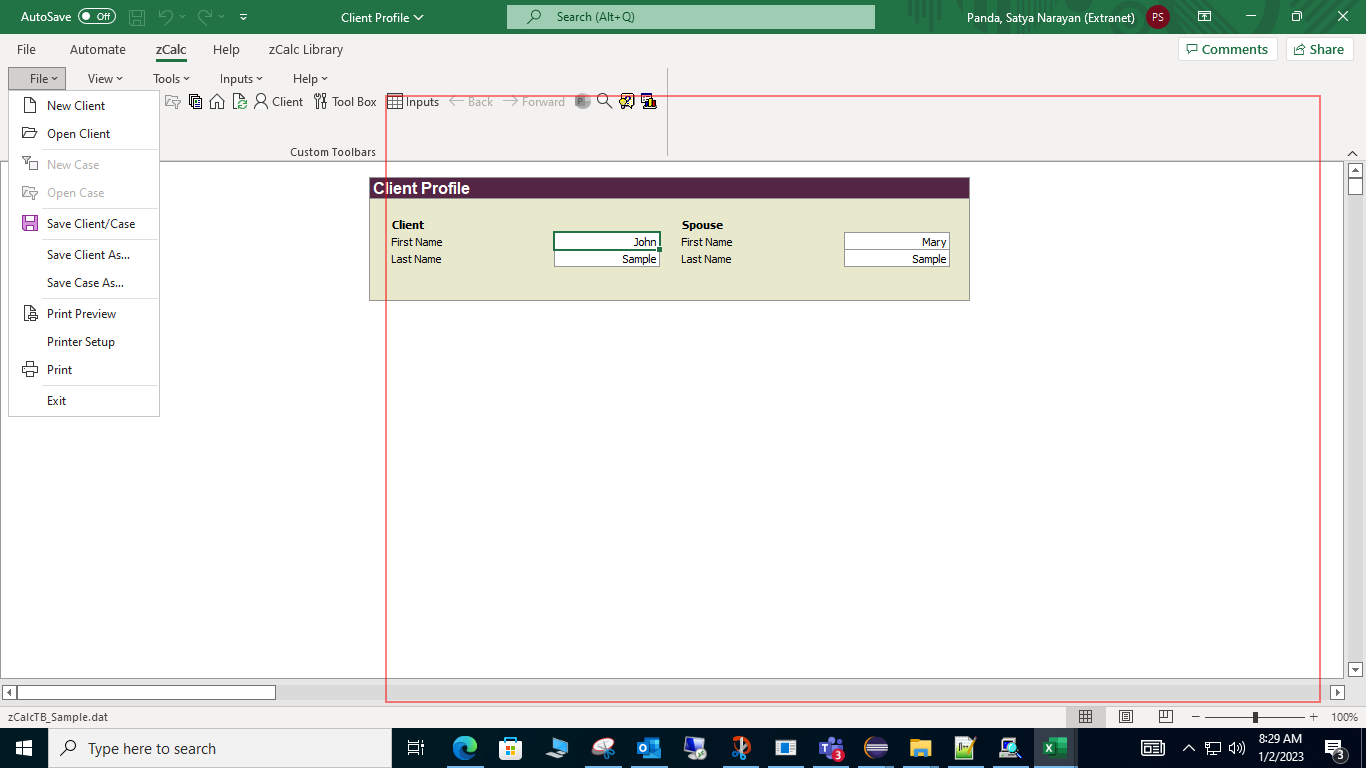 AutoSave Off Client Profile Search (Alt+Q) Panda, Satya Narayan (Extranet) PS
File Automate zCalc Help zCalc Library Comments Share
File View Tools Inputs Help
Client Tool Box Inputs Back Forward
Custom Toolbars
New Client
Open Client
New Case
Open Case
Save Client/Case
Save Client As...
Save Case As...
Print Preview
Printer Setup
Print
Exit
Client Profile
Client Spouse
First Name John First Name Mary
Last Name Sample Last Name Sample
zCalcTB_Sample.dat 100%
Type here to search 3 8:29 AM
1/2/2023 3